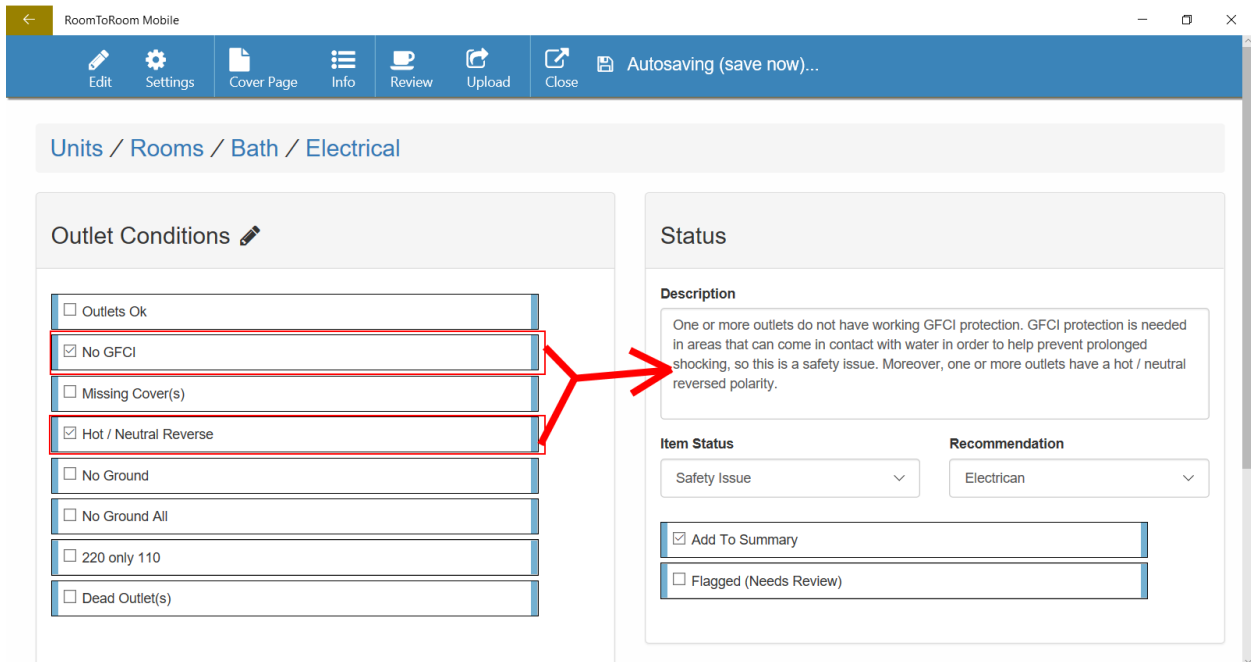 RoomToRoom Mobile
Edit
Settings
Cover Page
Info
Review
Upload
Close
Autosaving (save now)...
Units / Rooms / Bath / Electrical
Outlet Conditions
Outlets Ok
No GFCI
Missing Cover(s)
Hot / Neutral Reverse
No Ground
No Ground All
220 only 110
Dead Outlet(s)
Status
Description
One or more outlets do not have working GFCI protection. GFCI protection is needed
in areas that can come in contact with water in order to help prevent prolonged
shocking, so this is a safety issue. Moreover, one or more outlets have a hot / neutral
reversed polarity.
Item Status
Recommendation
Safety Issue
Electrican
Add To Summary
Flagged (Needs Review)